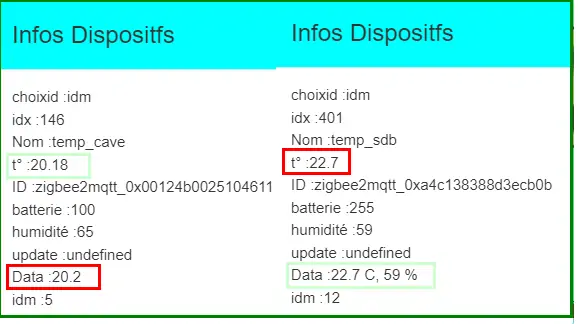 Infos Dispositfs
choixid :idm
idx :146
Nom :temp_cave
t° :20.18
ID :zigbee2mqtt_0x00124b0025104611
batterie :100
humidité :65
update :undefined
Data :20.2
idm :5
Infos Dispositfs
choixid :idm
idx :401
Nom :temp_sdb
t° :22.7
ID :zigbee2mqtt_0xa4c138388d3ecb0b
batterie :255
humidité :59
update :undefined
Data :22.7 C, 59 %
idm :12